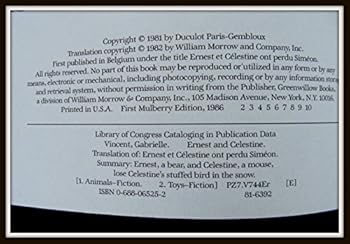 Copyright © 1981 by Duculot Paris-Gembloux
Translation copyright © 1982 by William Morrow and Company, Inc.
First published in Belgium under the title Ernest et Célestine ont perdu Siméon.
All rights reserved. No part of this book may be reproduced or utilized in any form or by any
means, electronic or mechanical, including photocopying, recording or by any information storage
and retrieval system, without permission in writing from the Publisher, Greenwillow Books,
a division of William Morrow & Company, Inc., 105 Madison Avenue, New York, N.Y. 10016.
Printed in U.S.A. First Mulberry Edition, 1986 2 3 4 5 6 7 8 9 10
Library of Congress Cataloging in Publication Data
Vincent, Gabrielle. Ernest and Celestine.
Translation of: Ernest et Célestine ont perdu Siméon.
Summary: Ernest, a bear, and Celestine, a mouse,
lose Celestine's stuffed bird in the snow.
[1. Animals–Fiction. 2. Toys–Fiction] PZ7.V744Er [E]
ISBN 0-688-06525-2 81-6392